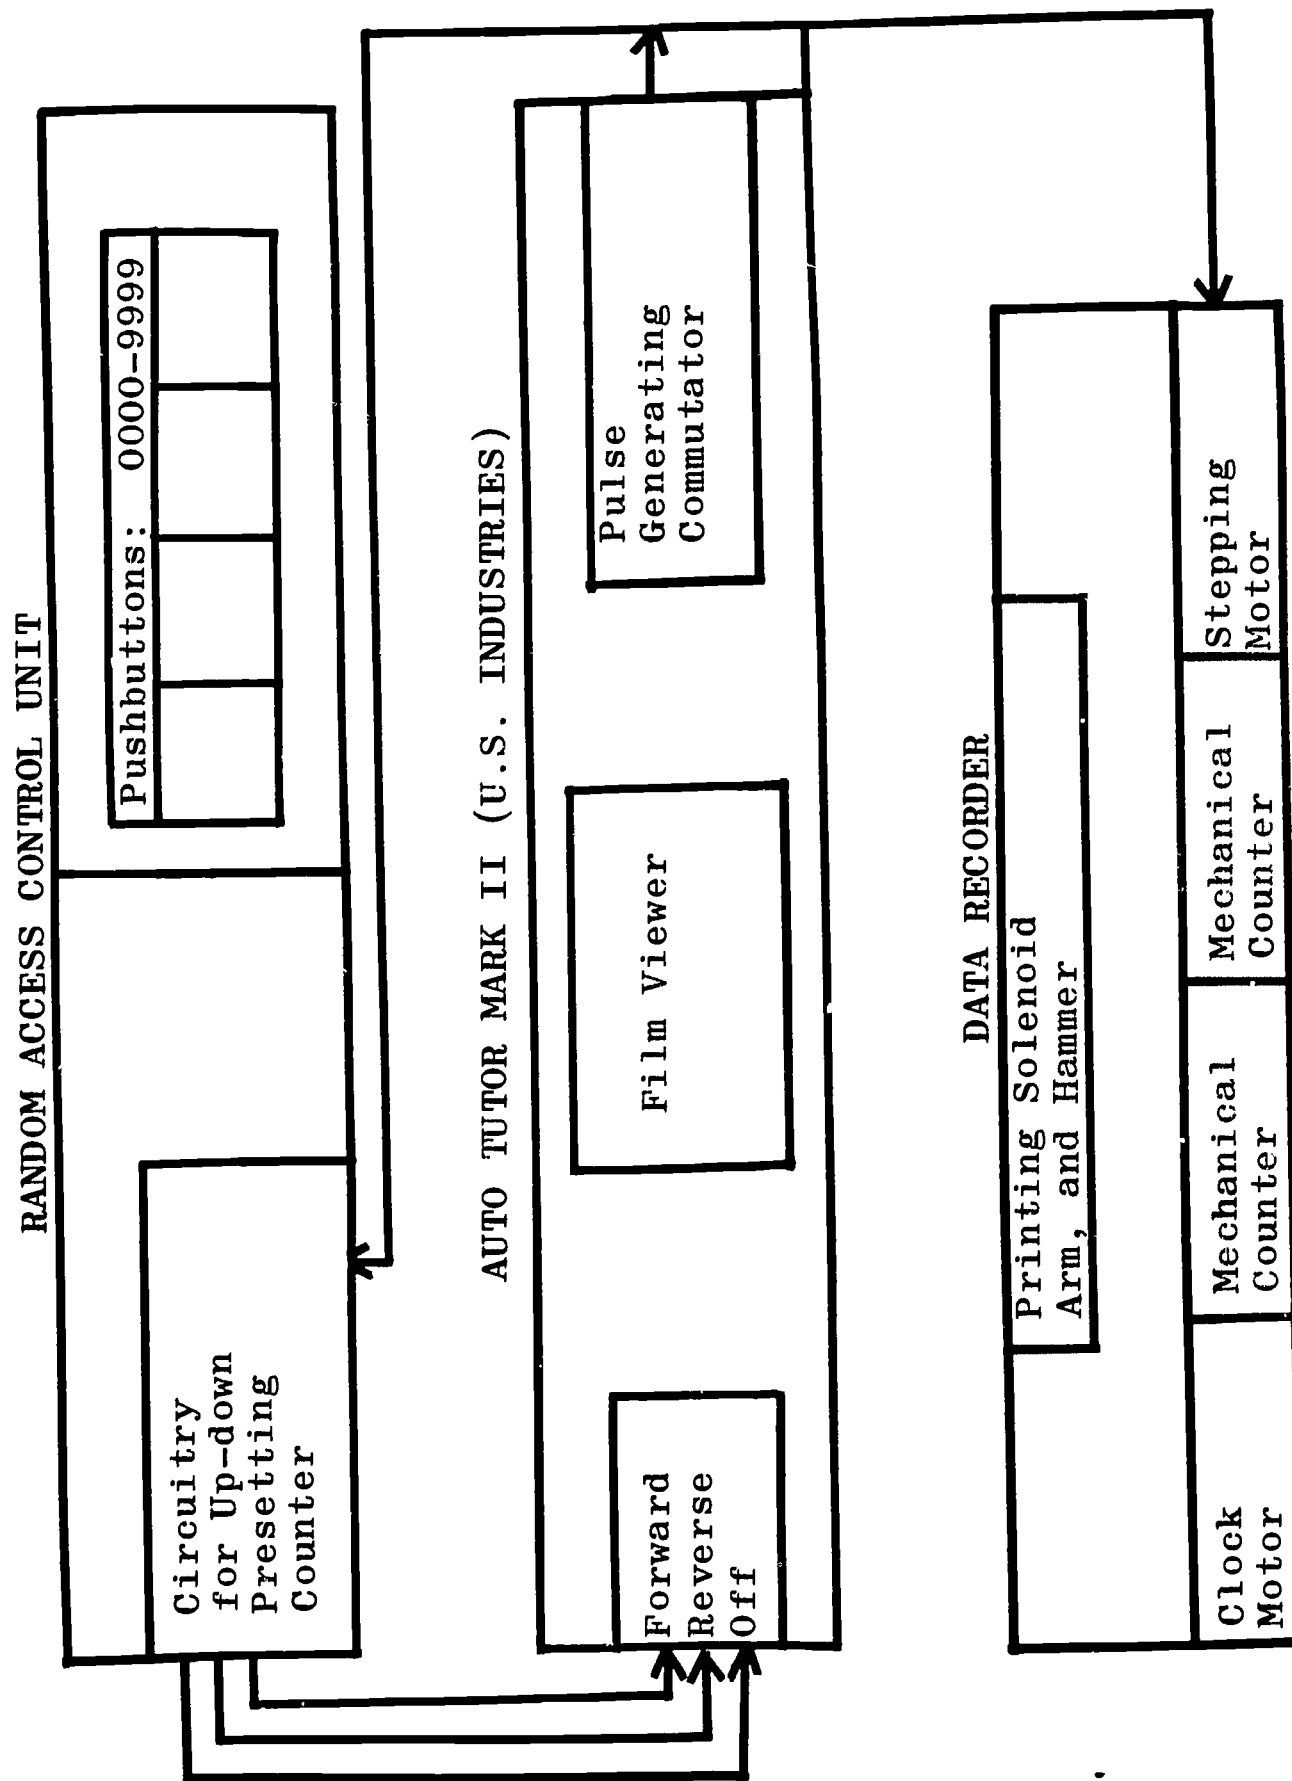 RANDOM ACCESS CONTROL UNIT
Circuitry
for Up-down
Presetting
Counter
Pushbuttons: 0000-9999
AUTO TUTOR MARK II (U.S. INDUSTRIES)
Forward
Reverse
Off
Film Viewer
Pulse
Generating
Commutator
DATA RECORDER
Printing Solenoid
Arm, and Hammer
Clock
Motor
Mechanical
Counter
Mechanical
Counter
Stepping
Motor